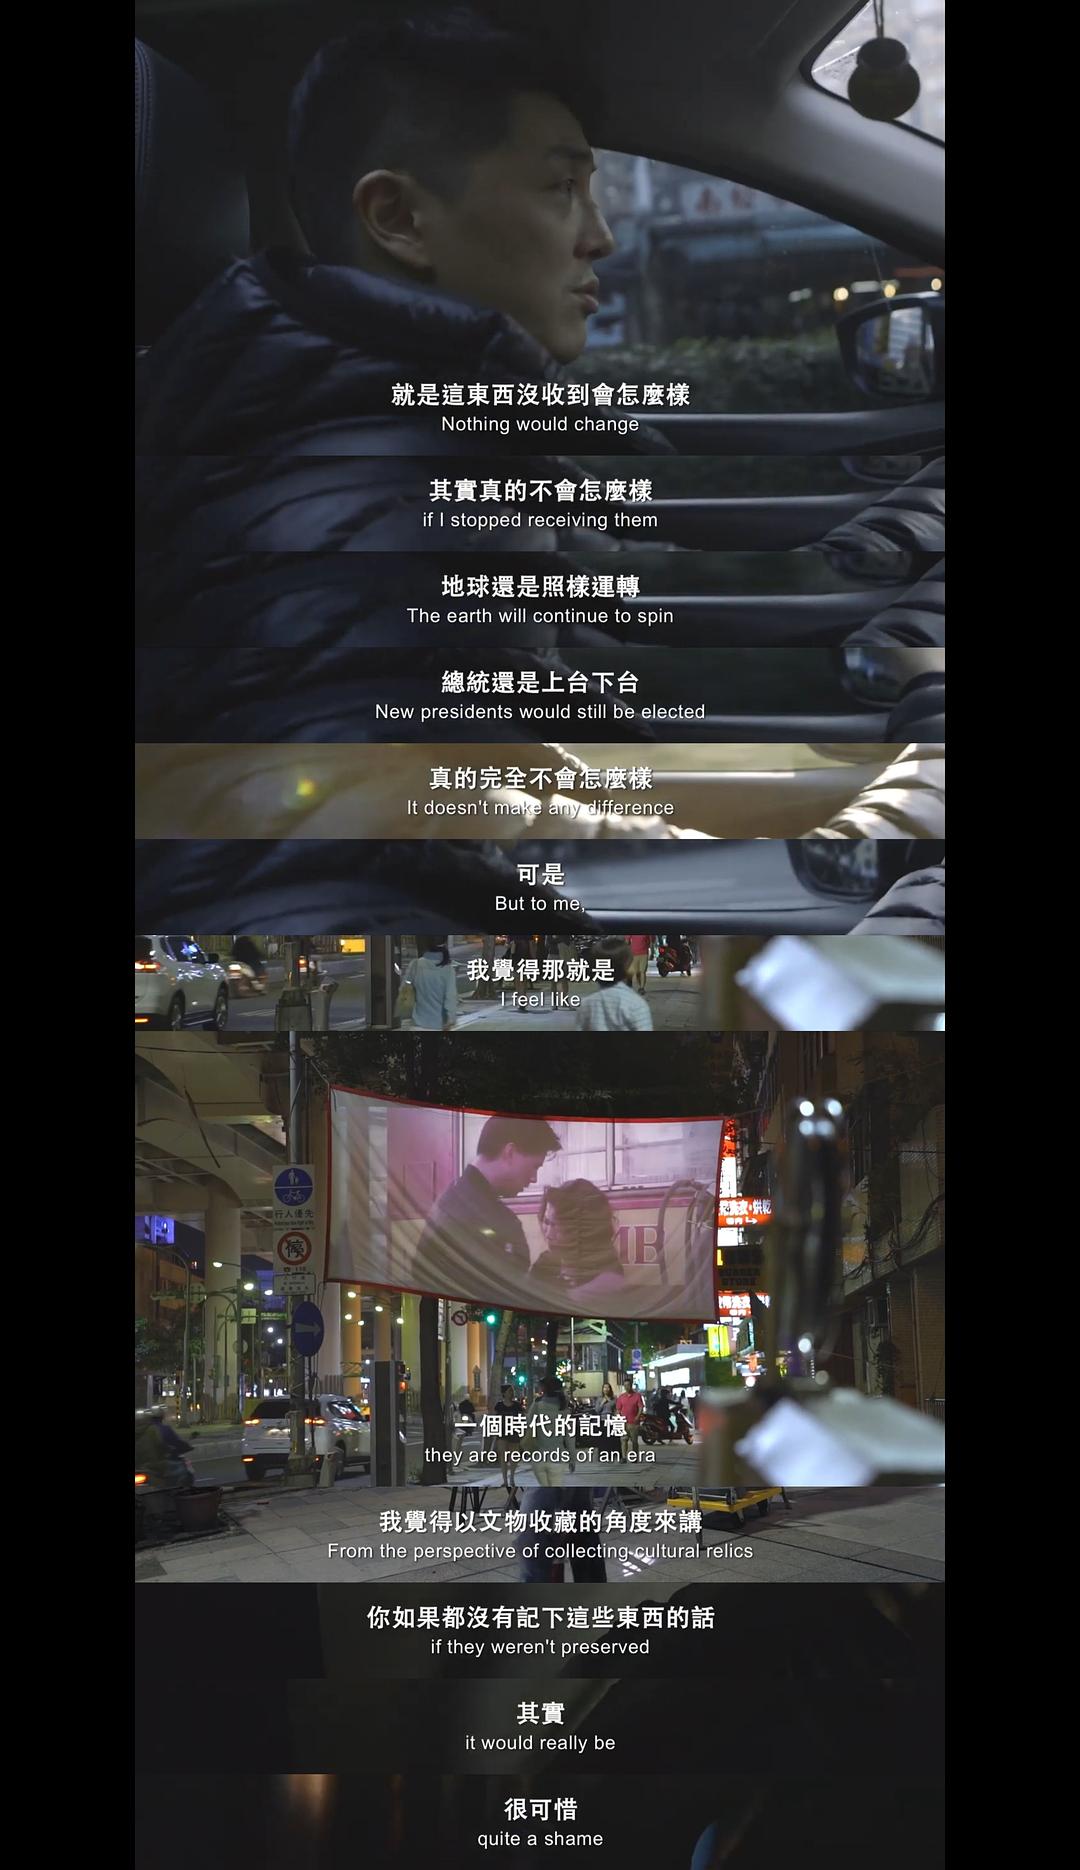 就是這東西沒收到會怎麼樣
Nothing would change
其實真的不會怎麼樣
if I stopped receiving them
地球還是照樣運轉
The earth will continue to spin
總統還是上台下台
New presidents would still be elected
真的完全不會怎麼樣
It doesn't make any difference
可是
But to me,
我覺得那就是
I feel like
行人優先
停
MB
一個時代的記憶
they are records of an era
我覺得以文物收藏的角度來講
From the perspective of collecting cultural relics
你如果都沒有記下這些東西的話
if they weren't preserved
其實
it would really be
很可惜
quite a shame